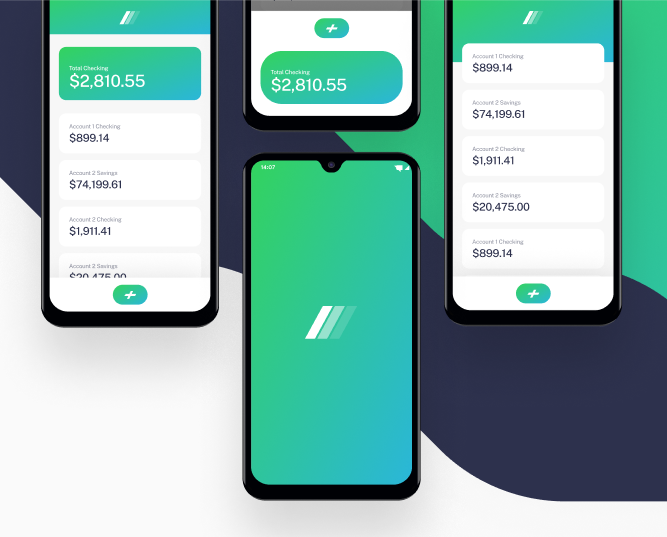 Total Checking
$2,810.55
Account 1 Checking
$899.14
Account 2 Savings
$74,199.61
Account 2 Checking
$1,911.41
Account 2 Savings
$20,475.00
Total Checking
$2,810.55
14:07
Account 1 Checking
$899.14
Account 2 Savings
$74,199.61
Account 2 Checking
$1,911.41
Account 2 Savings
$20,475.00
Account 1 Checking
$899.14